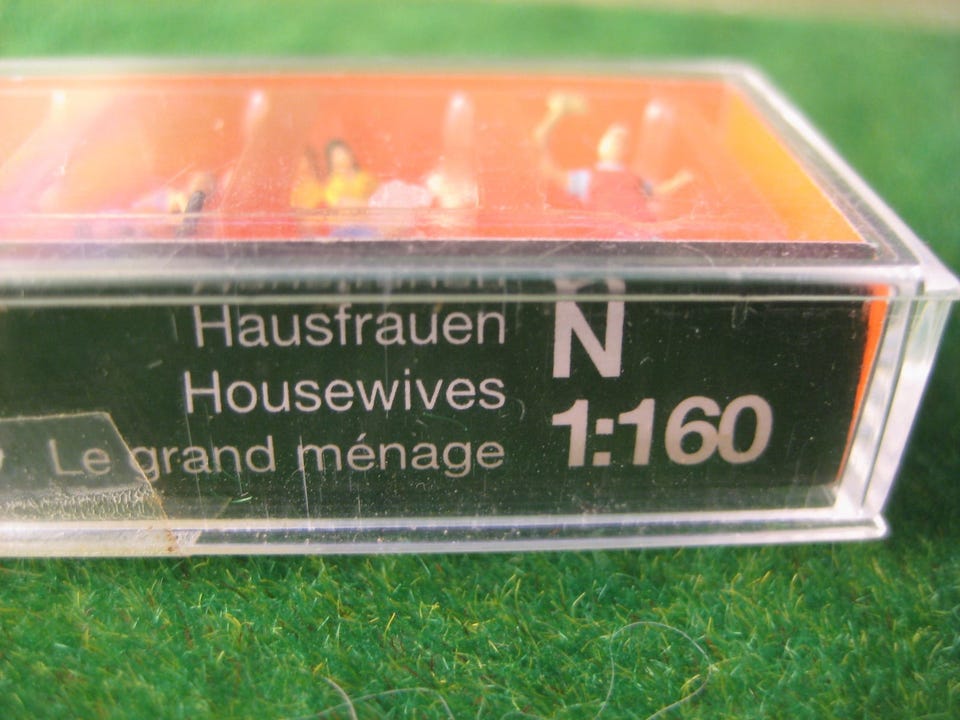 Hausfrauen
Housewives
Le grand ménage
N
1:160